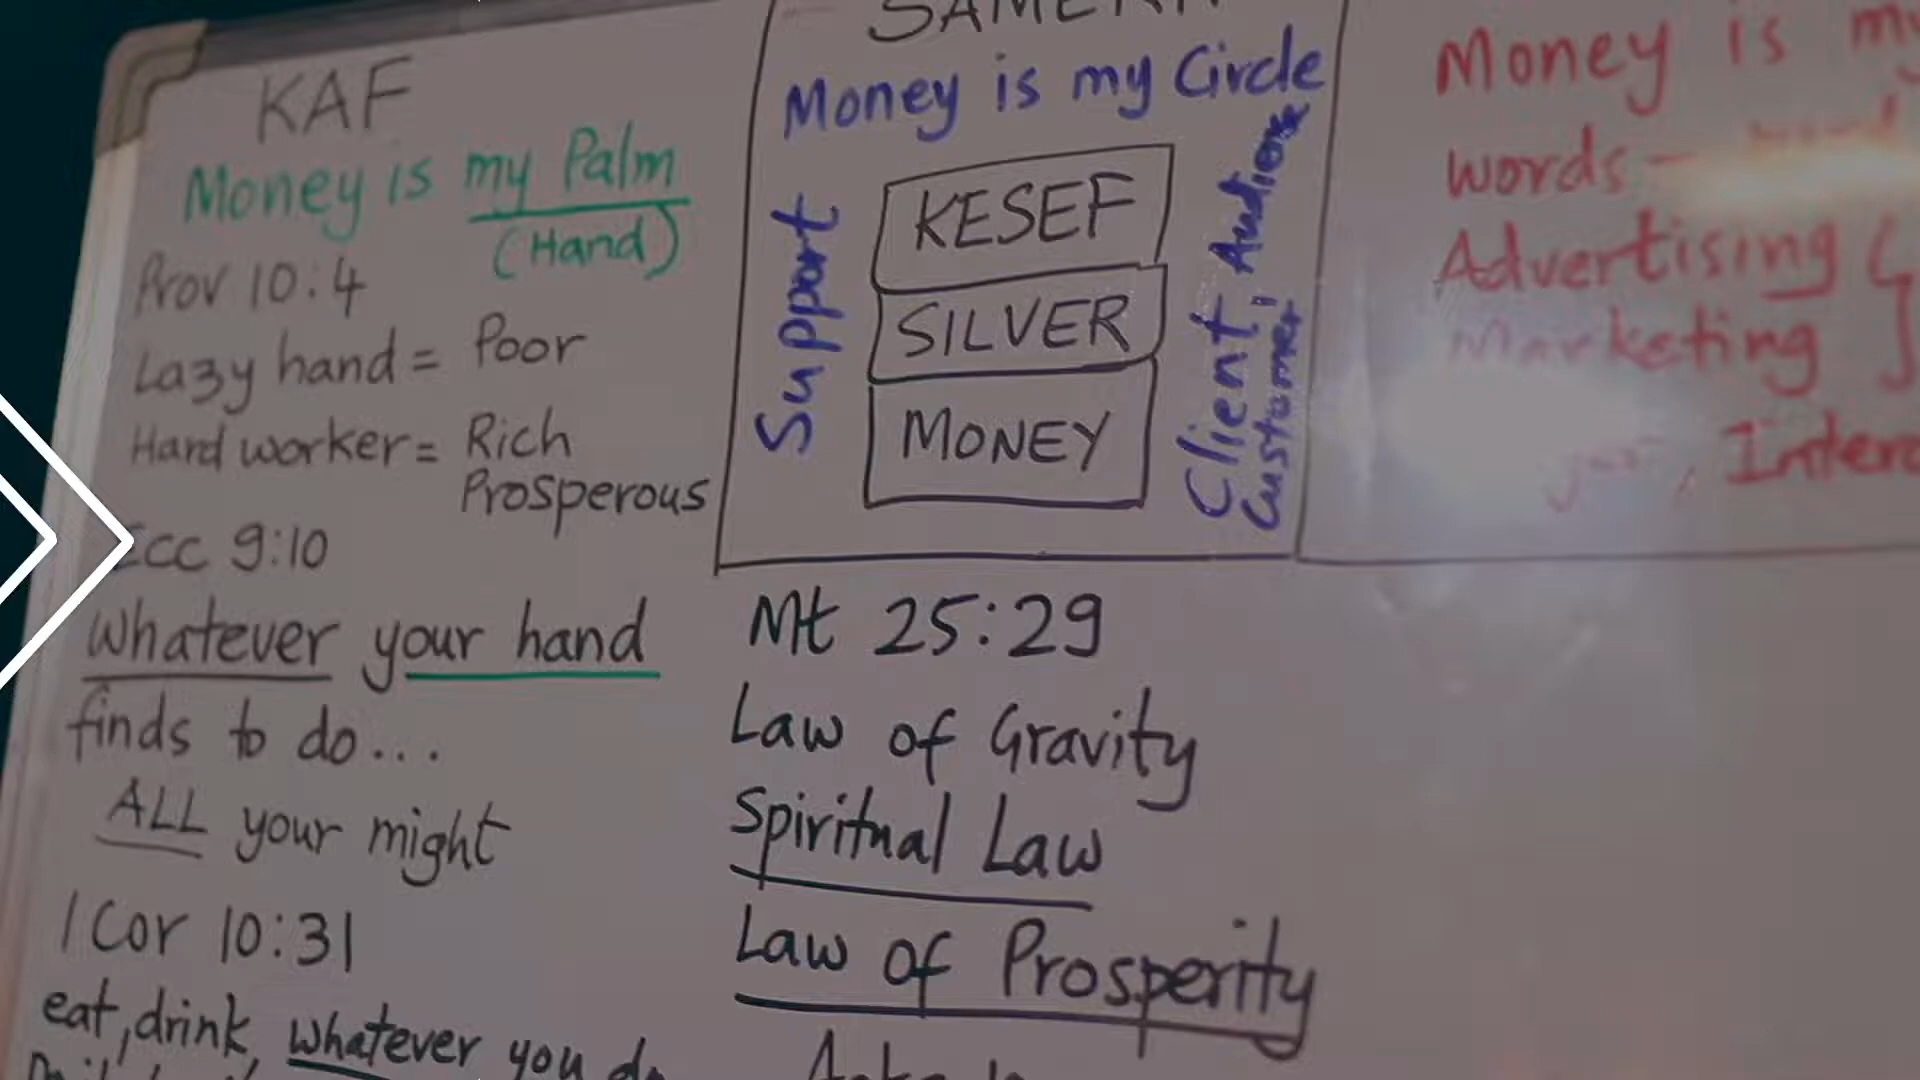 KAF
Money is my Palm
(Hand)
Prov 10:4
Lazy hand = Poor
Hard worker = Rich
Prosperous
Ecc 9:10
Whatever your hand
finds to do...
ALL your might
1 Cor 10:31
eat, drink, whatever you do
Money is my Circle
Support
KESEF
SILVER
MONEY
Client, Audience
Customer
Mt 25:29
Law of Gravity
Spiritual Law
Law of Prosperity
Money is my
words
Advertising
Marketing